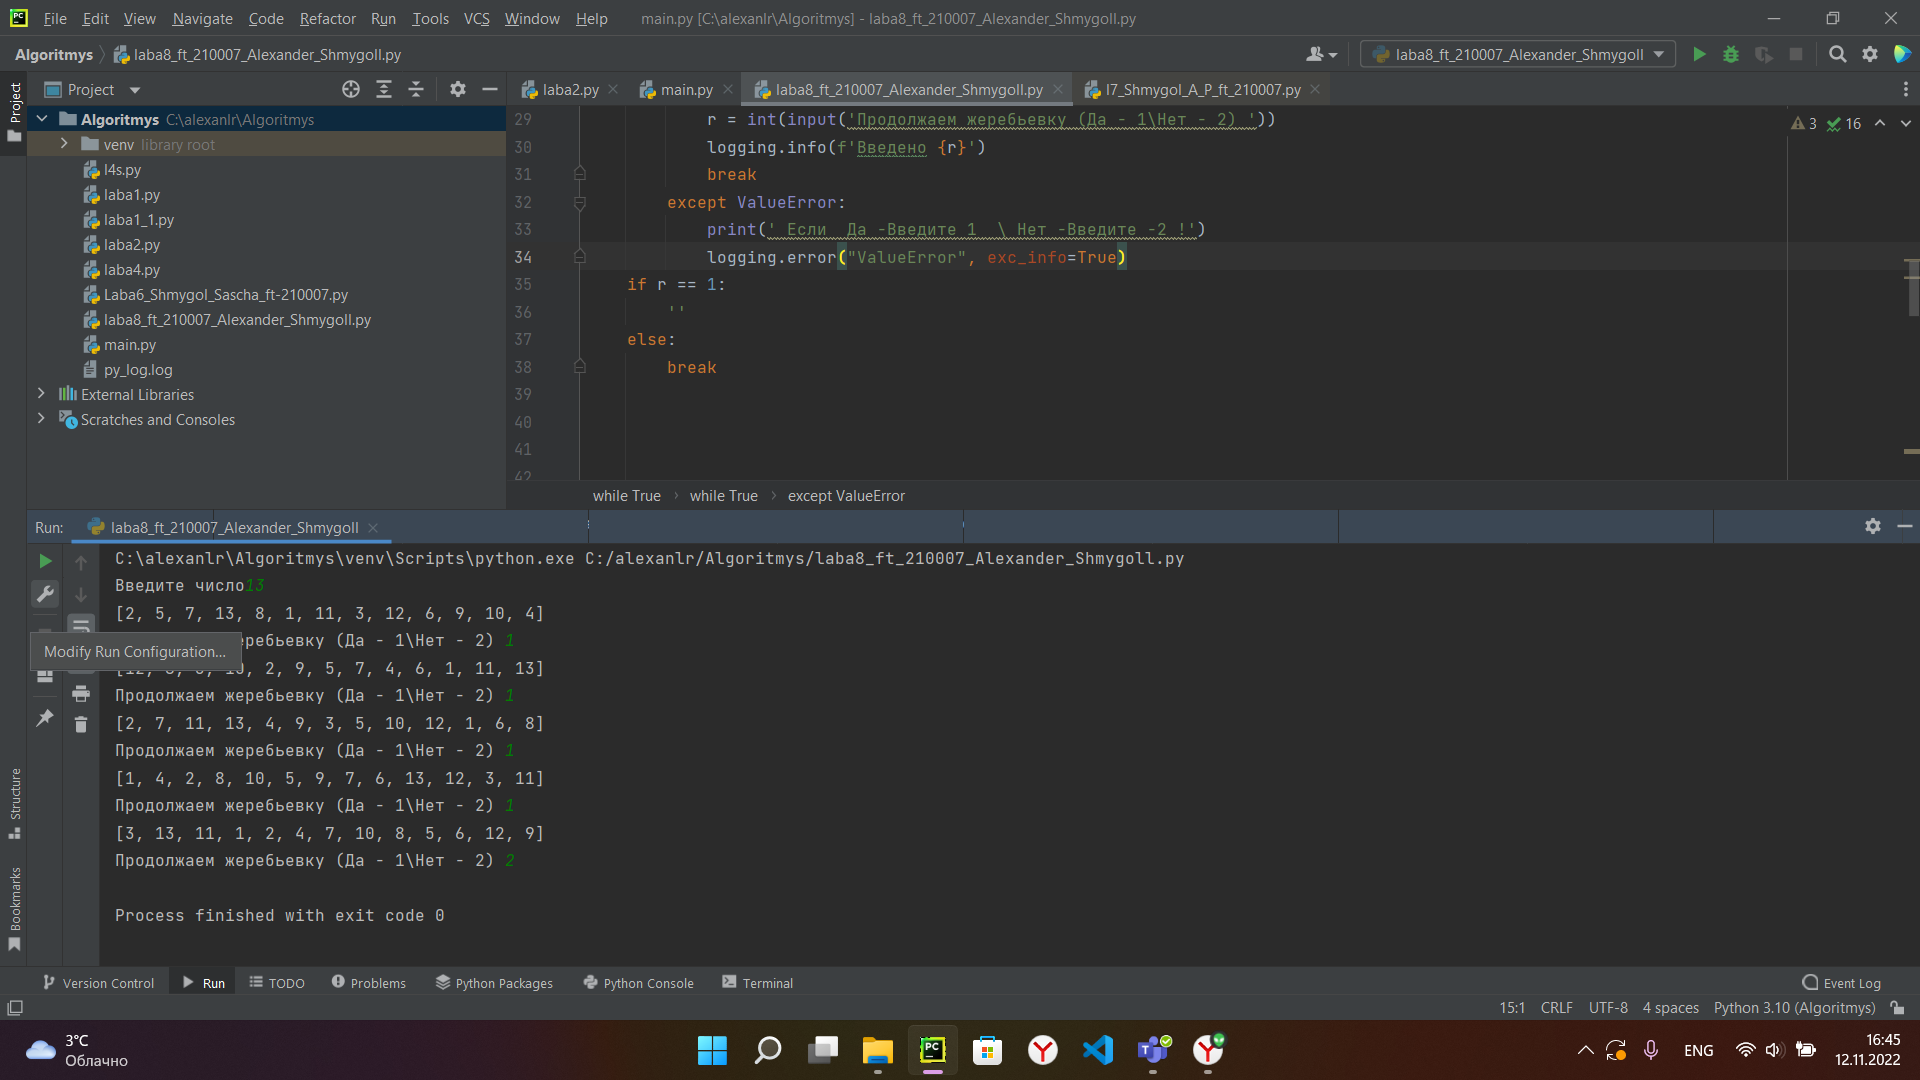 File Edit View Navigate Code Refactor Run Tools VCS Window Help main.py [C:\alexanlr\Algoritmys] - laba8_ft_210007_Alexander_Shmygoll.py
Algoritmys laba8_ft_210007_Alexander_Shmygoll.py laba8_ft_210007_Alexander_Shmygoll
Project
Project
laba2.py main.py laba8_ft_210007_Alexander_Shmygoll.py l7_Shmygol_A_P_ft_210007.py
Algoritmys C:\alexanlr\Algoritmys
venv library root
l4s.py
laba1.py
laba1_1.py
laba2.py
laba4.py
Laba6_Shmygol_Sascha_ft-210007.py
laba8_ft_210007_Alexander_Shmygoll.py
main.py
py_log.log
External Libraries
Scratches and Consoles
3 16
29 r = int(input('Продолжаем жеребьевку (Да - 1\Нет - 2) '))
30 logging.info(f'Введено {r}')
31 break
32 except ValueError:
33 print(' Если  Да -Введите 1  \ Нет -Введите -2 !')
34 logging.error("ValueError", exc_info=True)
35 if r == 1:
36 ''
37 else:
38 break
39
40
41
42
while True while True except ValueError
Run: laba8_ft_210007_Alexander_Shmygoll
C:\alexanlr\Algoritmys\venv\Scripts\python.exe C:/alexanlr/Algoritmys/laba8_ft_210007_Alexander_Shmygoll.py
Введите число13
[2, 5, 7, 13, 8, 1, 11, 3, 12, 6, 9, 10, 4]
ребьевку (Да - 1\Нет - 2) 1
Modify Run Configuration...
2, 9, 5, 7, 4, 6, 1, 11, 13]
Продолжаем жеребьевку (Да - 1\Нет - 2) 1
[2, 7, 11, 13, 4, 9, 3, 5, 10, 12, 1, 6, 8]
Продолжаем жеребьевку (Да - 1\Нет - 2) 1
[1, 4, 2, 8, 10, 5, 9, 7, 6, 13, 12, 3, 11]
Продолжаем жеребьевку (Да - 1\Нет - 2) 1
[3, 13, 11, 1, 2, 4, 7, 10, 8, 5, 6, 12, 9]
Продолжаем жеребьевку (Да - 1\Нет - 2) 2
Process finished with exit code 0
Structure
Bookmarks
Version Control Run TODO Problems Python Packages Python Console Terminal Event Log
15:1 CRLF UTF-8 4 spaces Python 3.10 (Algoritmys)
3°C
Облачно
PC
ENG
16:45
12.11.2022